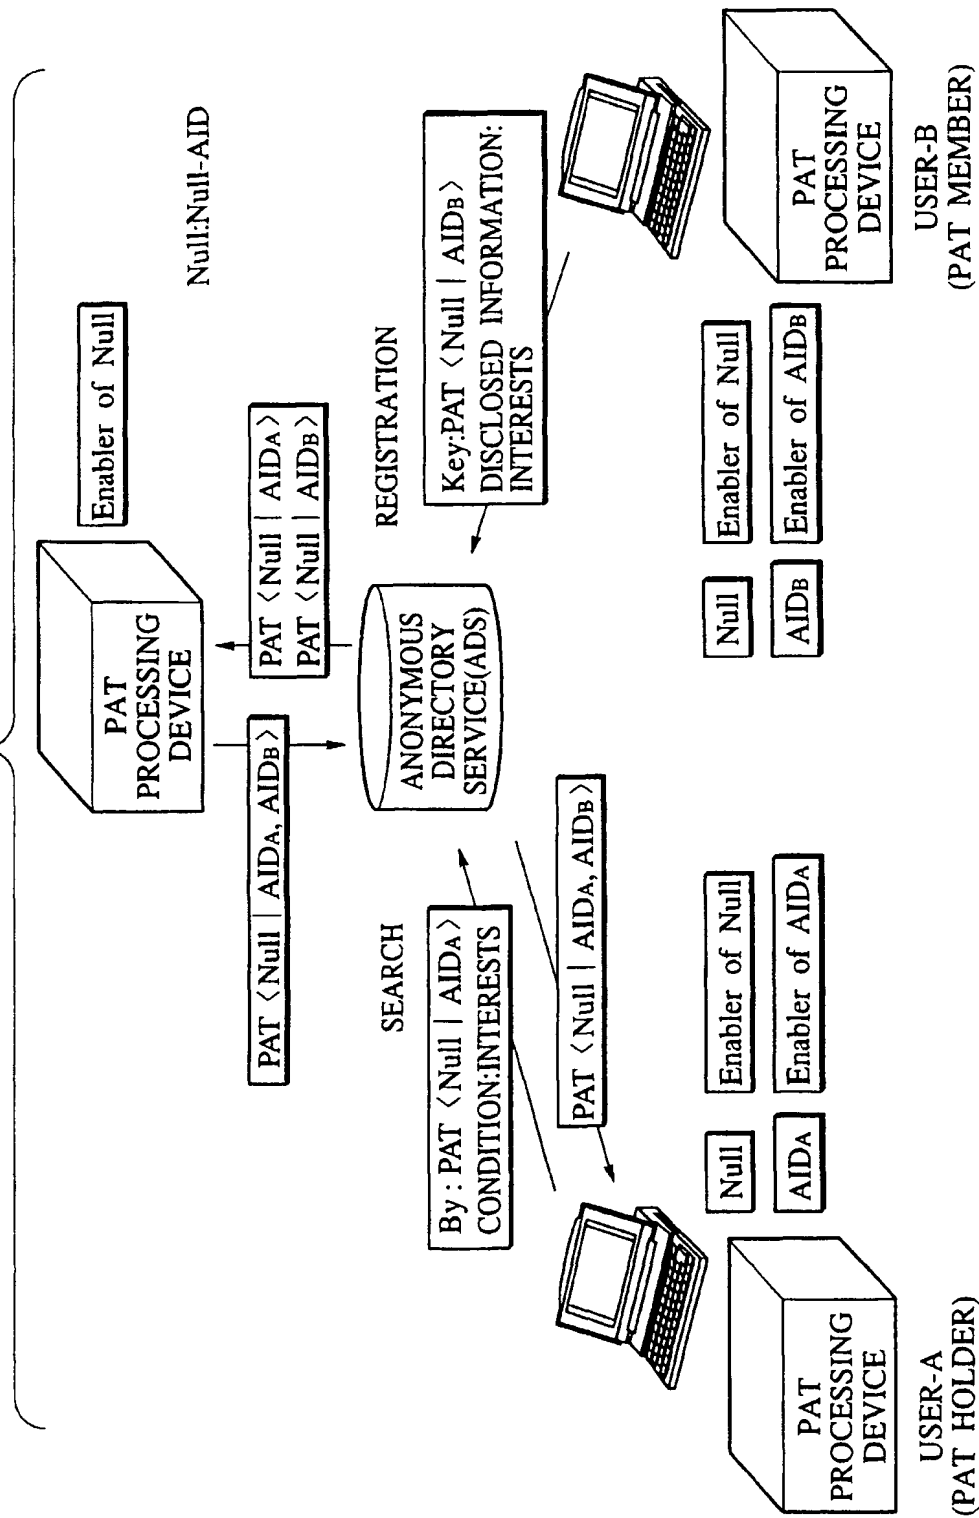 Null:Null-AID
Enabler of Null
PAT
PROCESSING
DEVICE
PAT 〈Null | AIDA, AIDB〉
PAT 〈Null | AIDA〉
PAT 〈Null | AIDB〉
SEARCH
REGISTRATION
By : PAT 〈Null | AIDA〉
CONDITION:INTERESTS
ANONYMOUS
DIRECTORY
SERVICE(ADS)
Key:PAT 〈Null | AIDB〉
DISCLOSED INFORMATION:
INTERESTS
PAT 〈Null | AIDA, AIDB〉
Null
Enabler of Null
AIDA
Enabler of AIDA
PAT
PROCESSING
DEVICE
USER-A
(PAT HOLDER)
Null
Enabler of Null
AIDB
Enabler of AIDB
PAT
PROCESSING
DEVICE
USER-B
(PAT MEMBER)